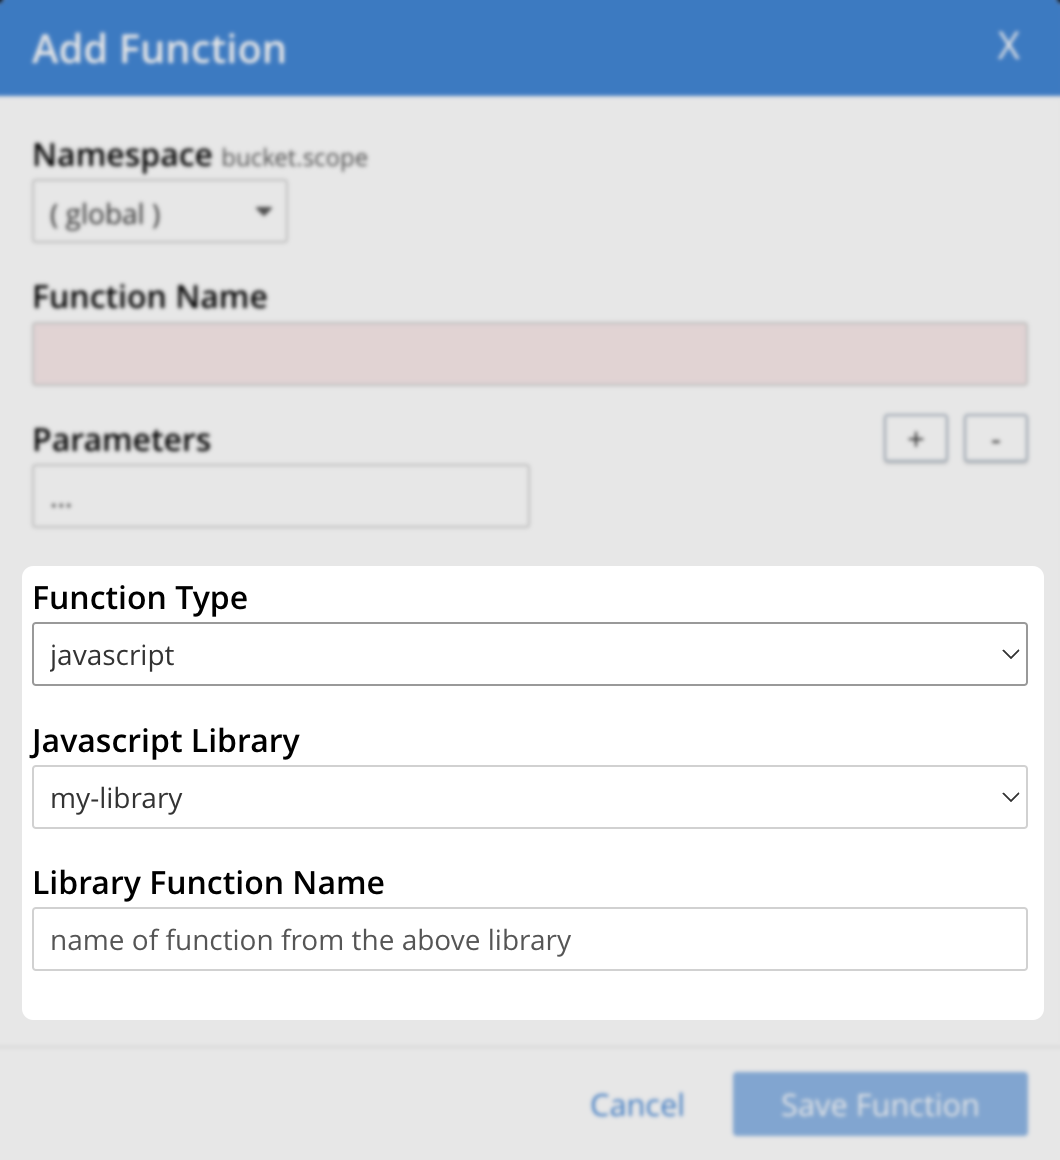 Add Function X
Namespace bucket.scope
( global )
Function Name
Parameters + -
...
Function Type
javascript
Javascript Library
my-library
Library Function Name
name of function from the above library
Cancel Save Function